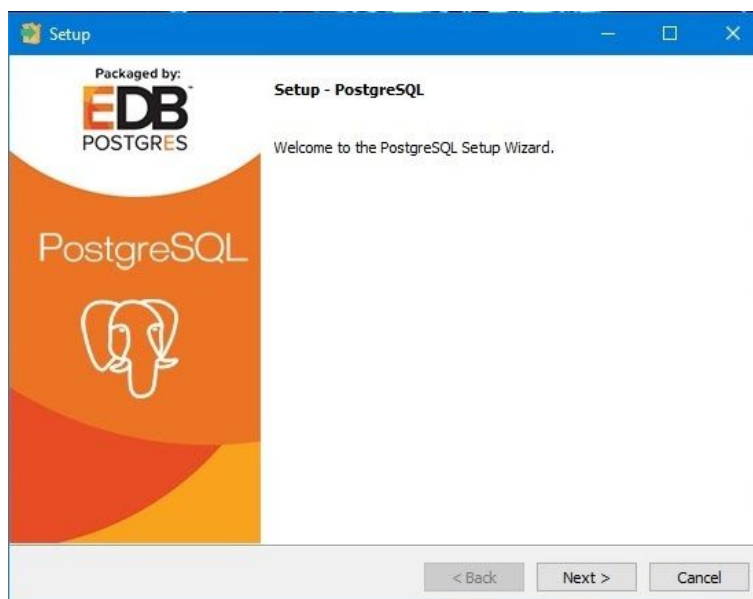 Setup
Packaged by:
EDB
POSTGRES
Setup - PostgreSQL
Welcome to the PostgreSQL Setup Wizard.
PostgreSQL
< Back
Next >
Cancel